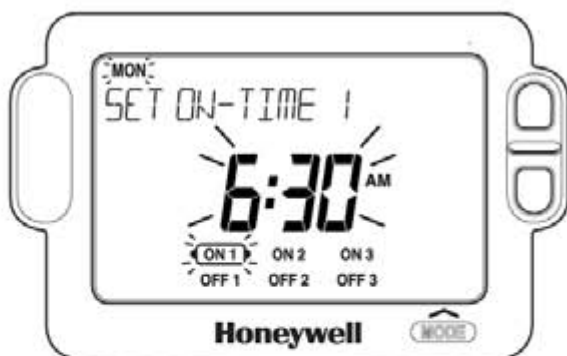 MON
SET ON-TIME 1
6:30 AM
ON 1 ON 2 ON 3
OFF 1 OFF 2 OFF 3
Honeywell MODE